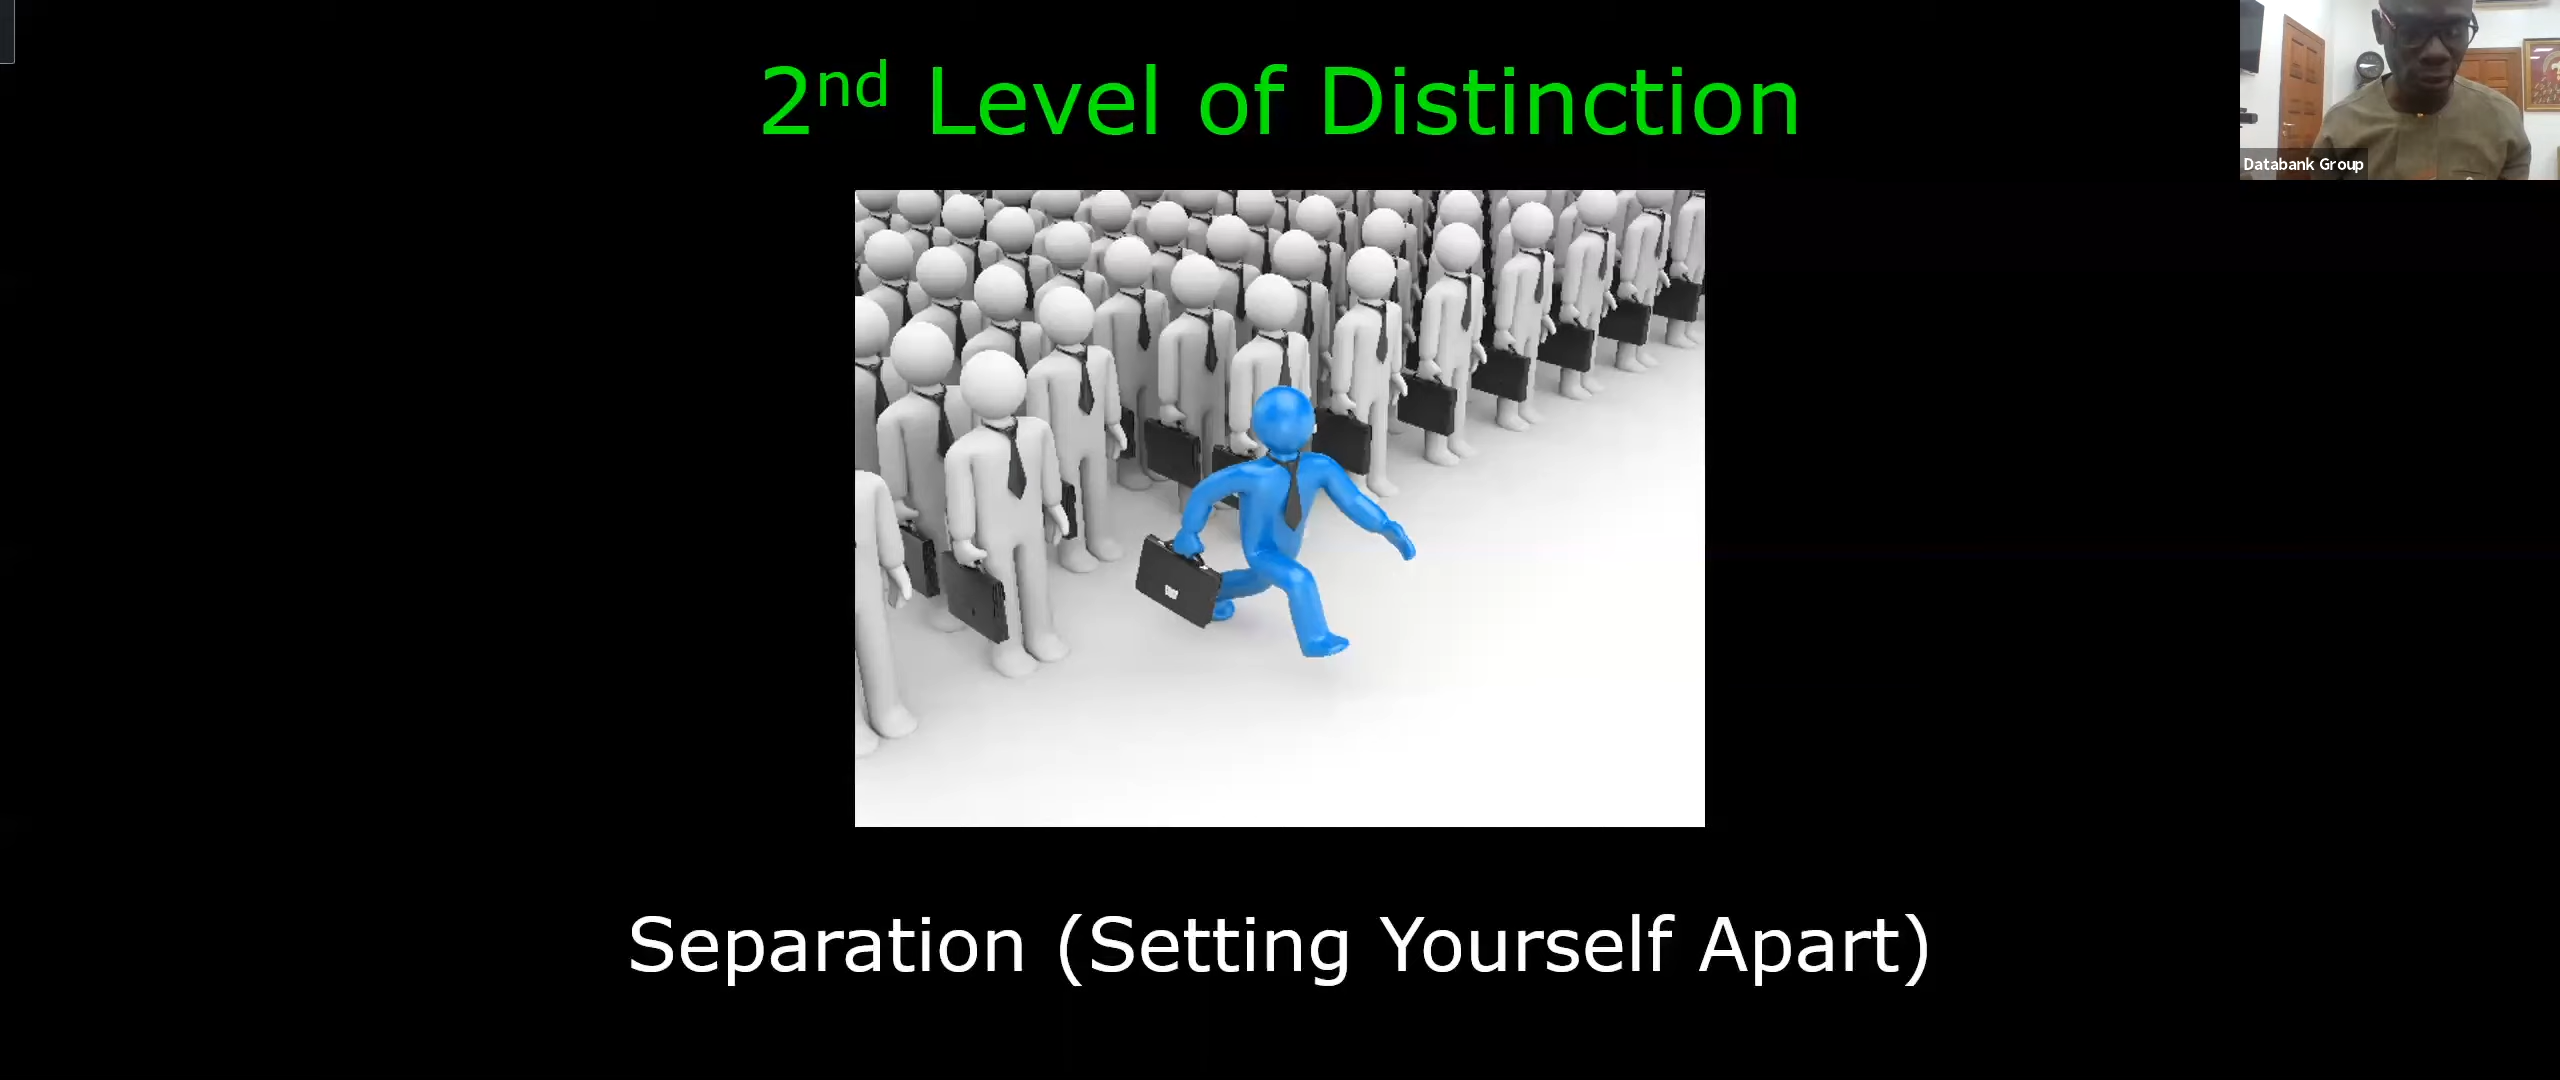 2nd Level of Distinction
Databank Group
Separation (Setting Yourself Apart)